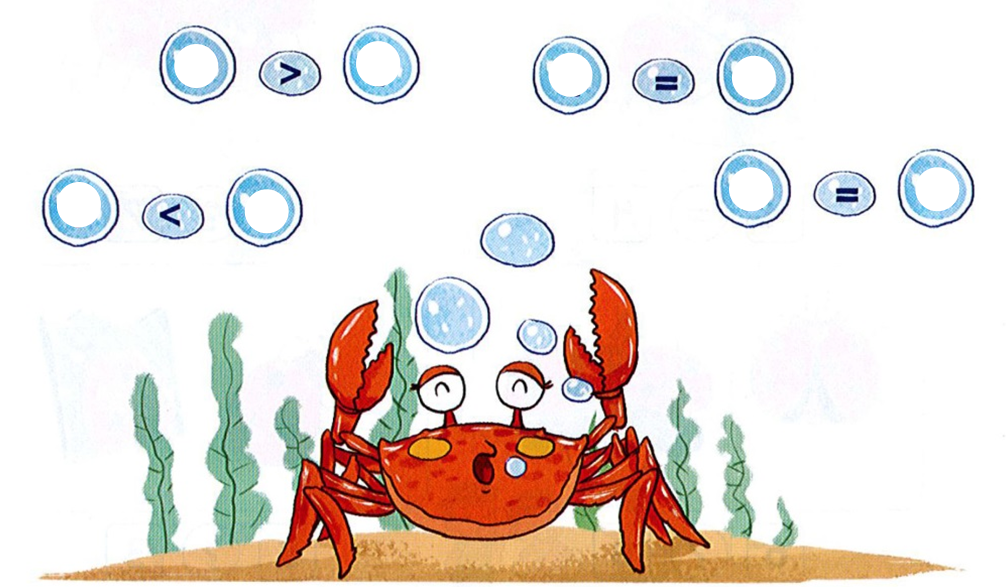 > =
< =